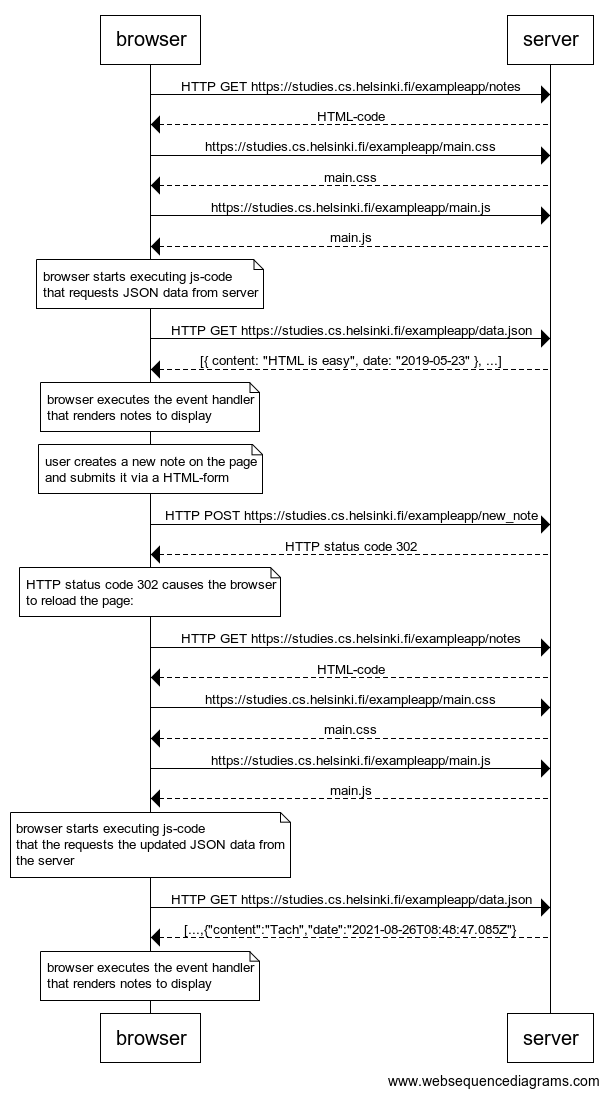 browser
server
HTTP GET https://studies.cs.helsinki.fi/exampleapp/notes
HTML-code
https://studies.cs.helsinki.fi/exampleapp/main.css
main.css
https://studies.cs.helsinki.fi/exampleapp/main.js
main.js
browser starts executing js-code
that requests JSON data from server
HTTP GET https://studies.cs.helsinki.fi/exampleapp/data.json
[{ content: "HTML is easy", date: "2019-05-23" }, ...]
browser executes the event handler
that renders notes to display
user creates a new note on the page
and submits it via a HTML-form
HTTP POST https://studies.cs.helsinki.fi/exampleapp/new_note
HTTP status code 302
HTTP status code 302 causes the browser
to reload the page:
HTTP GET https://studies.cs.helsinki.fi/exampleapp/notes
HTML-code
https://studies.cs.helsinki.fi/exampleapp/main.css
main.css
https://studies.cs.helsinki.fi/exampleapp/main.js
main.js
browser starts executing js-code
that the requests the updated JSON data from
the server
HTTP GET https://studies.cs.helsinki.fi/exampleapp/data.json
[...,{"content":"Tach","date":"2021-08-26T08:48:47.085Z"}
browser executes the event handler
that renders notes to display
browser
server
www.websequencediagrams.com